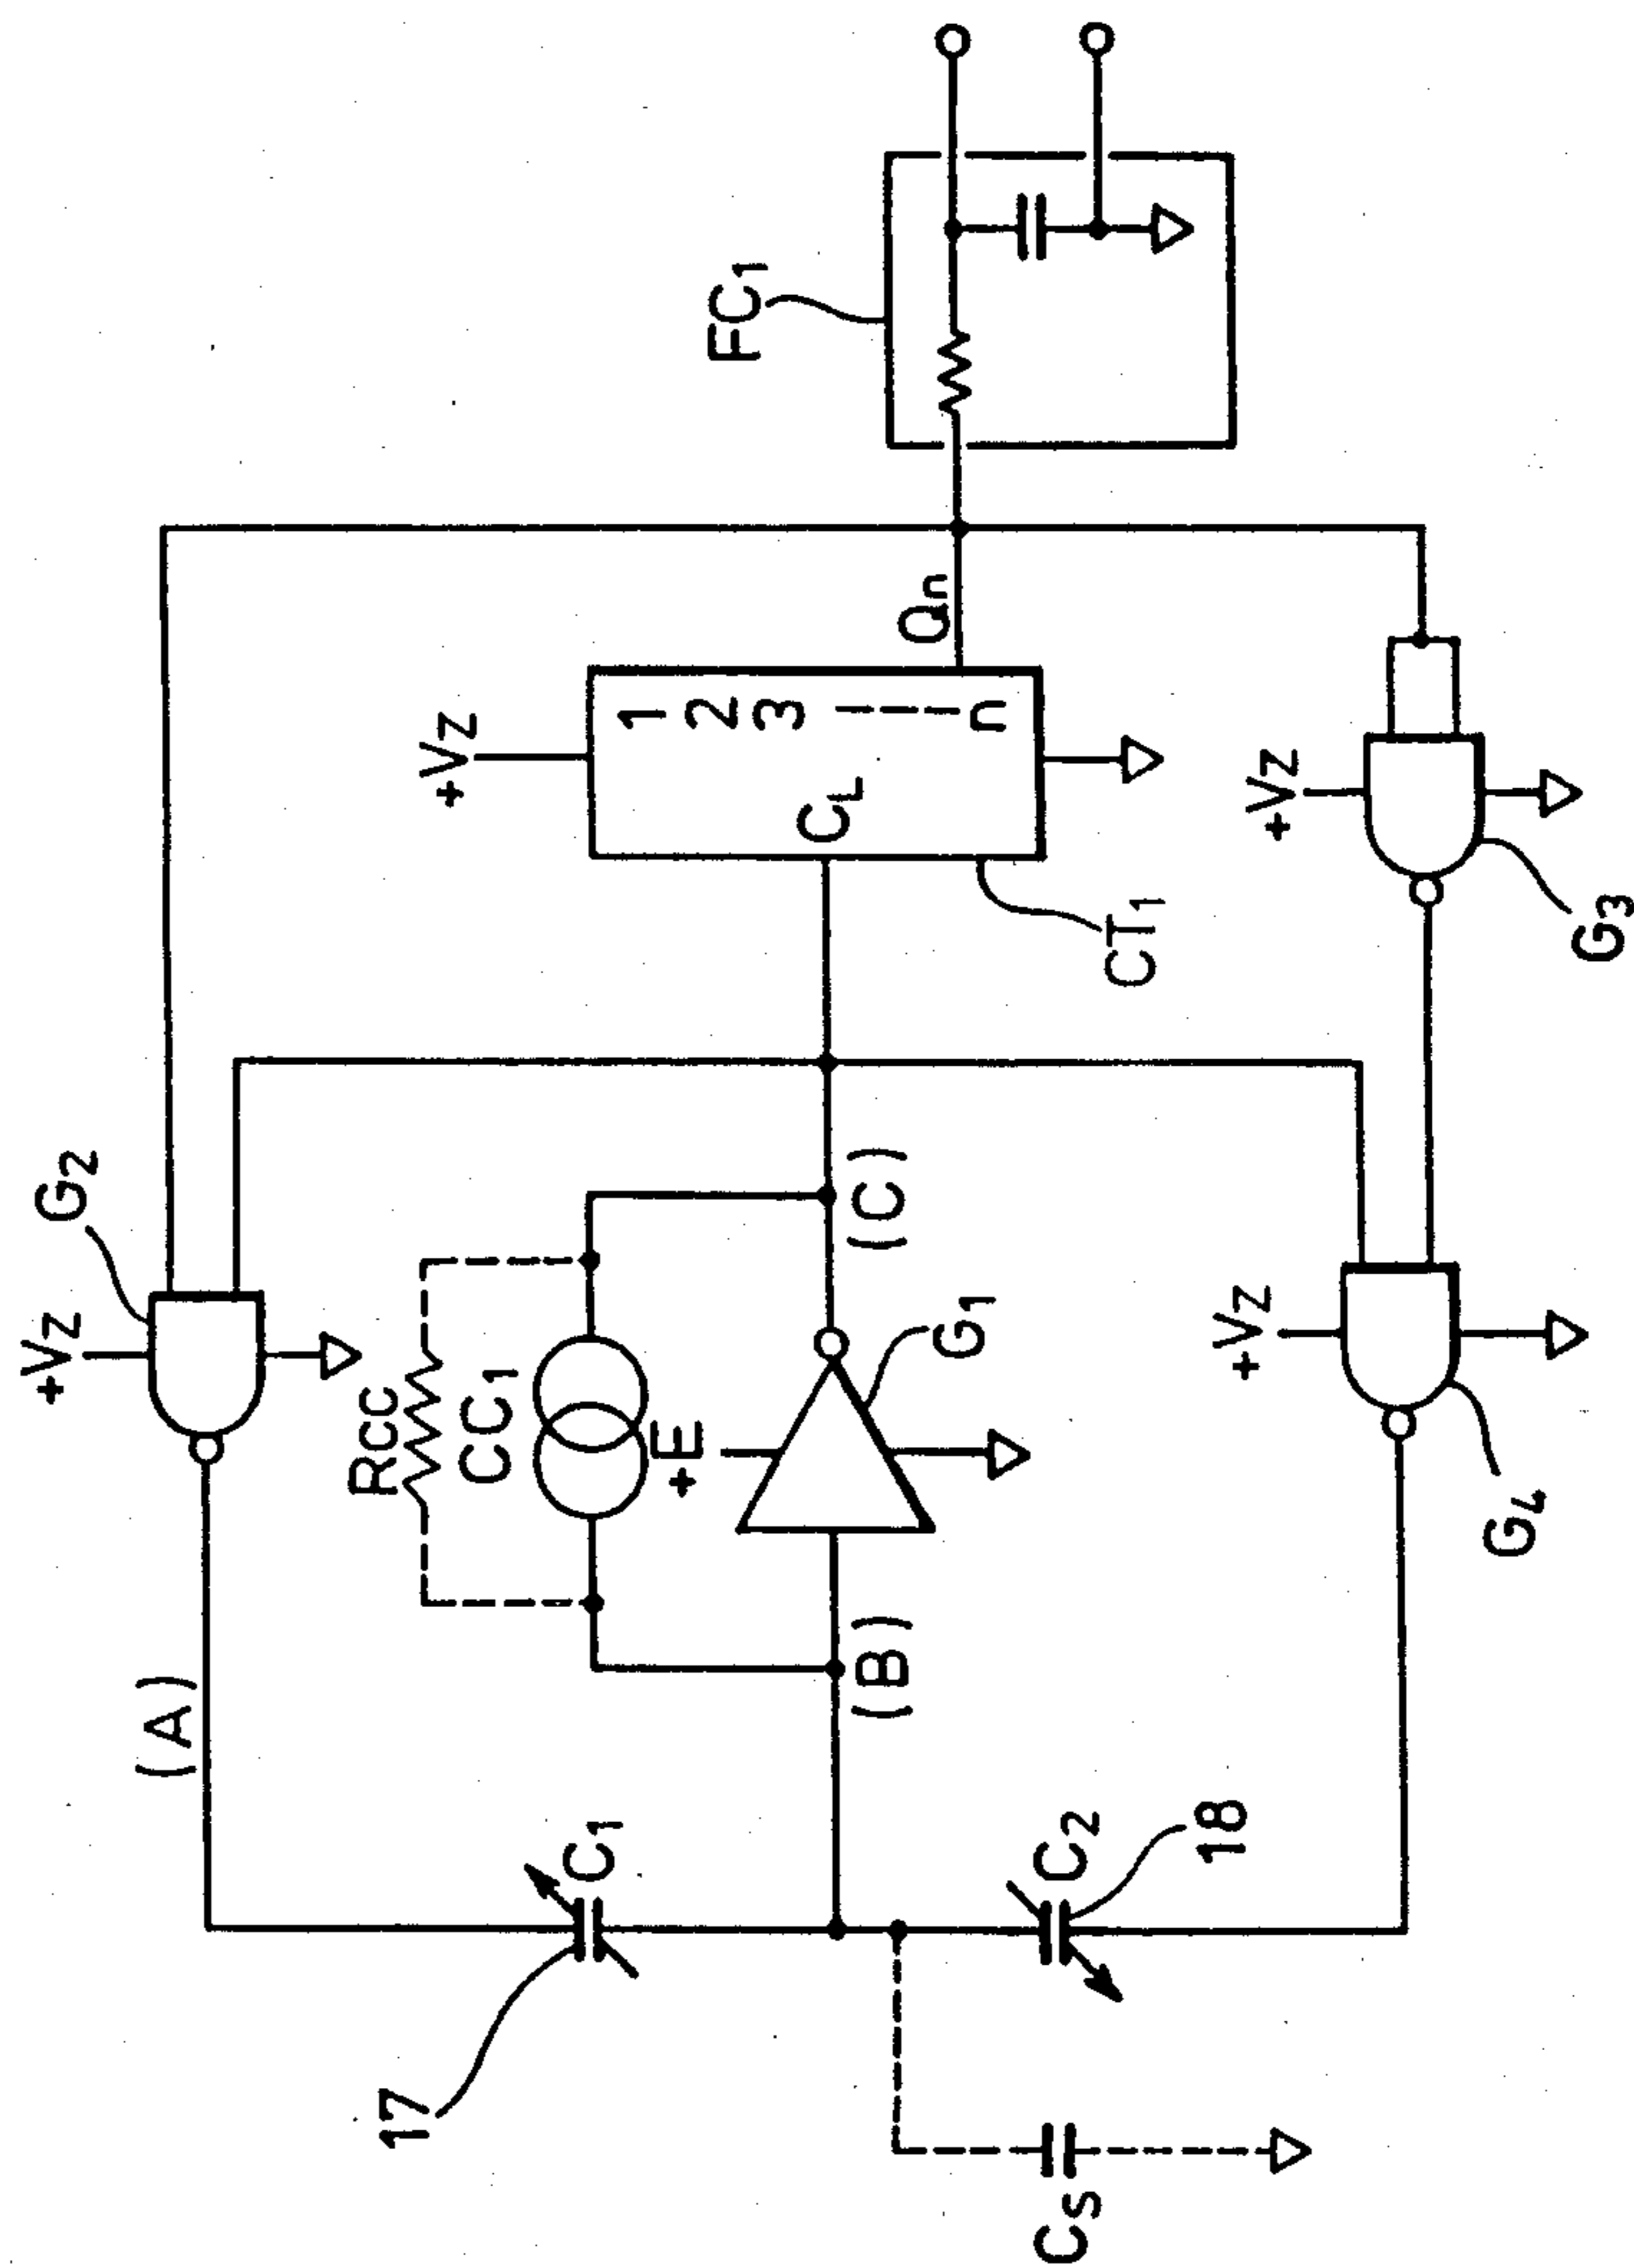 G2
+VZ
(A)
RCC
CC1
+E
G1
(B)
(C)
17
C1
C2
18
CS
+VZ
G4
+VZ
CL
1
2
3
n
Qn
CT1
+VZ
G3
FC1